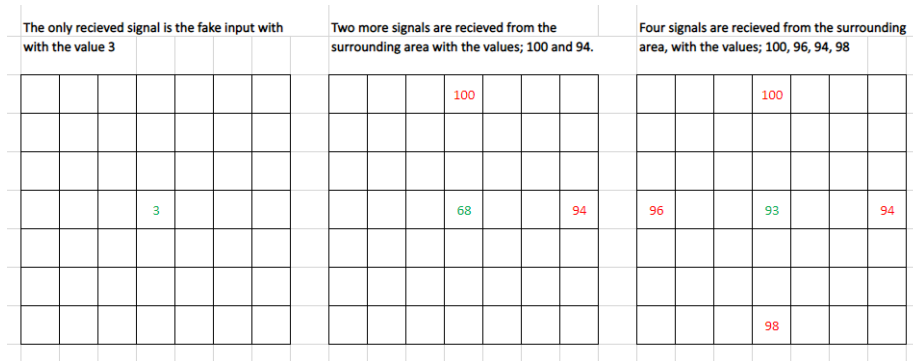 The only recieved signal is the fake input with
with the value 3
3
Two more signals are recieved from the
surrounding area with the values; 100 and 94.
100
68 94
Four signals are recieved from the surrounding
area, with the values; 100, 96, 94, 98
100
96 93 94
98